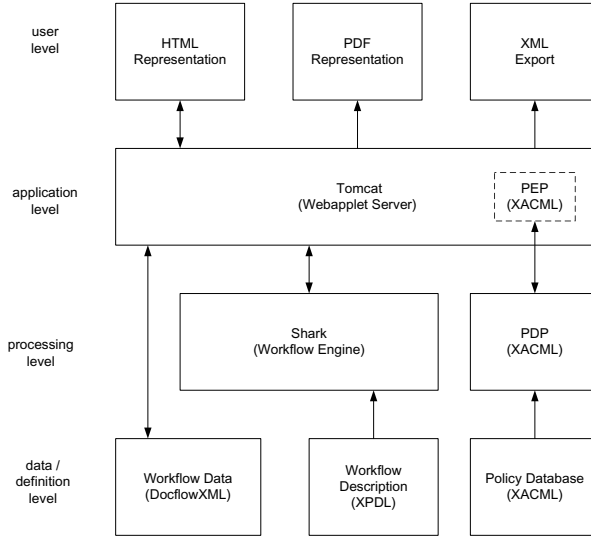 user
level
HTML
Representation
PDF
Representation
XML
Export
application
level
Tomcat
(Webapplet Server)
PEP
(XACML)
processing
level
Shark
(Workflow Engine)
PDP
(XACML)
data /
definition
level
Workflow Data
(DocflowXML)
Workflow
Description
(XPDL)
Policy Database
(XACML)